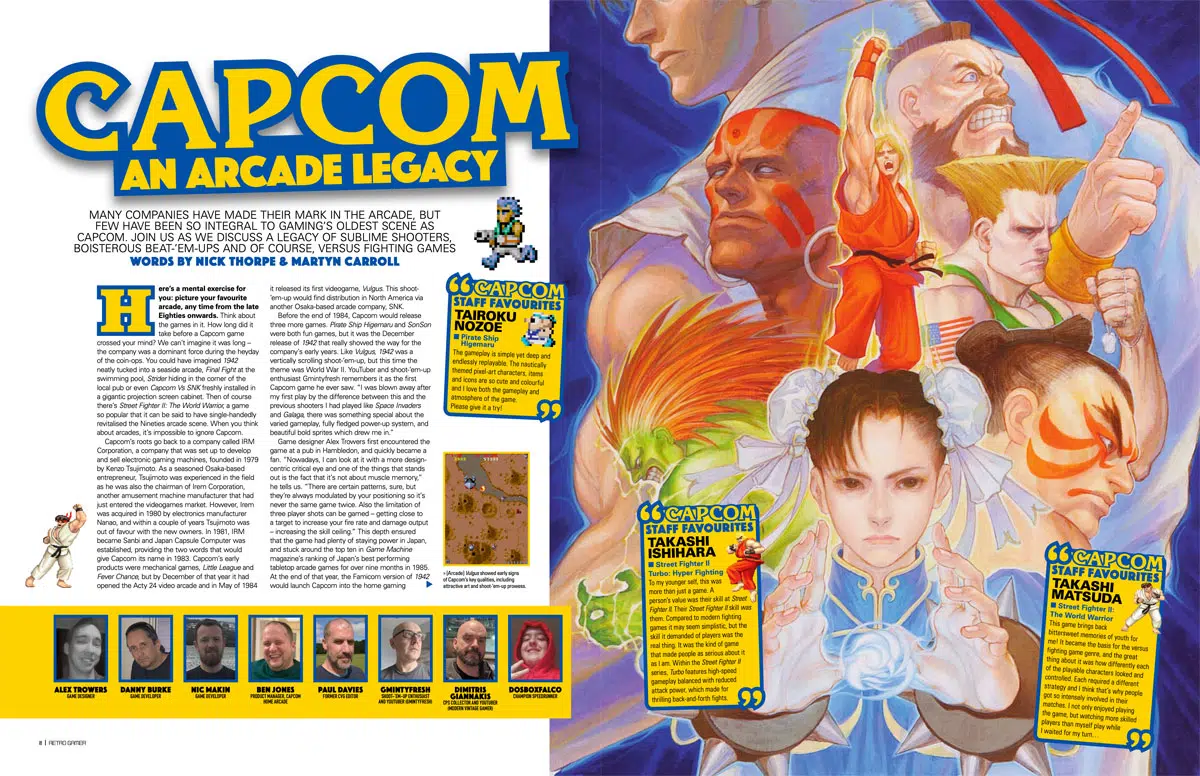 CAPCOM
AN ARCADE LEGACY
MANY COMPANIES HAVE MADE THEIR MARK IN THE ARCADE, BUT
FEW HAVE BEEN SO INTEGRAL TO GAMING'S OLDEST SCENE AS
CAPCOM. JOIN US AS WE DISCUSS A LEGACY OF SUBLIME SHOOTERS,
BOISTEROUS BEAT-'EM-UPS AND OF COURSE, VERSUS FIGHTING GAMES
WORDS BY NICK THORPE & MARTYN CARROLL
Here's a mental exercise for
you: picture your favourite
arcade, any time from the late
Eighties onwards. Think about
the games in it. How long did it
take before a Capcom game
crossed your mind? We can't imagine it was long –
the company was a dominant force during the heyday
of the coin-ops. You could have imagined 1942
neatly tucked into a seaside arcade, Final Fight at the
swimming pool, Strider hiding in the corner of the
local pub or even Capcom Vs SNK freshly installed in
a gigantic projection screen cabinet. Then of course
there's Street Fighter II: The World Warrior, a game
so popular that it can be said to have single-handedly
revitalised the Nineties arcade scene. When you think
about arcades, it's impossible to ignore Capcom.
Capcom's roots go back to a company called IRM
Corporation, a company that was set up to develop
and sell electronic gaming machines, founded in 1979
by Kenzo Tsujimoto. As a seasoned Osaka-based
entrepreneur, Tsujimoto was experienced in the field
as he was also the chairman of Irem Corporation,
another amusement machine manufacturer that had
just entered the videogames market. However, Irem
was acquired in 1980 by electronics manufacturer
Nanao, and within a couple of years Tsujimoto was
out of favour with the new owners. In 1981, IRM
became Sanbi and Japan Capsule Computer was
established, providing the two words that would
give Capcom its name in 1983. Capcom's early
products were mechanical games, Little League and
Fever Chance, but by December of that year it had
opened the Acty 24 video arcade and in May of 1984
it released its first videogame, Vulgus. This shoot-
'em-up would find distribution in North America via
another Osaka-based arcade company, SNK.
Before the end of 1984, Capcom would release
three more games. Pirate Ship Higemaru and SonSon
were both fun games, but it was the December
release of 1942 that really showed the way for the
company's early years. Like Vulgus, 1942 was a
vertically scrolling shoot-'em-up, but this time the
theme was World War II. YouTuber and shoot-'em-up
enthusiast Gmintyfresh remembers it as the first
Capcom game he ever saw. "I was blown away after
my first play by the difference between this and the
previous shooters I had played like Space Invaders
and Galaga, there was something special about the
varied gameplay, fully fledged power-up system, and
beautiful bold sprites which drew me in."
Game designer Alex Trowers first encountered the
game at a pub in Hambledon, and quickly became a
fan. "Nowadays, I can look at it with a more design-
centric critical eye and one of the things that stands
out is the fact that it's not about muscle memory,"
he tells us. "There are certain patterns, sure, but
they're always modulated by your positioning so it's
never the same game twice. Also the limitation of
three player shots can be gamed – getting close to
a target to increase your fire rate and damage output
– increasing the skill ceiling." This depth ensured
that the game had plenty of staying power in Japan,
and stuck around the top ten in Game Machine
magazine's ranking of Japan's best performing
tabletop arcade games for over nine months in 1985.
At the end of that year, the Famicom version of 1942
would launch Capcom into the home gaming
CAPCOM
STAFF FAVOURITES
TAIROKU
NOZOE
Pirate Ship
Higemaru
The gameplay is simple yet deep and
endlessly replayable. The nautically
themed pixel-art characters, items
and icons are so cute and colourful
and I love both the gameplay and
atmosphere of the game.
Please give it a try!
» [Arcade] Vulgus showed early signs
of Capcom's key qualities, including
attractive art and shoot-'em-up prowess.
ALEX TROWERS
GAME DESIGNER
DANNY BURKE
GAME DEVELOPER
NIC MAKIN
GAME DEVELOPER
BEN JONES
PRODUCT MANAGER, CAPCOM
HOME ARCADE
PAUL DAVIES
FORMER CVG EDITOR
GMINTYFRESH
SHOOT-'EM-UP ENTHUSIAST
AND YOUTUBER (GMINTYFRESH)
DIMITRIS
GIANNAKIS
CPS COLLECTOR AND YOUTUBER
(MODERN VINTAGE GAMER)
DOSBOXFALCO
CHAMPION SPEEDRUNNER
8 | RETRO GAMER
CAPCOM
STAFF FAVOURITES
TAKASHI
ISHIHARA
Street Fighter II
Turbo: Hyper Fighting
To my younger self, this was
more than just a game. A
person's value was their skill at Street
Fighter II. Their Street Fighter II skill was
them. Compared to modern fighting
games it may seem simplistic, but the
skill it demanded of players was the
real thing. It was the kind of game
that made people as serious about it
as I am. Within the Street Fighter II
series, Turbo features high-speed
gameplay balanced with reduced
attack power, which made for
thrilling back-and-forth fights.
CAPCOM
STAFF FAVOURITES
TAKASHI
MATSUDA
Street Fighter II:
The World Warrior
This game brings back
bittersweet memories of youth for
me! It became the basis for the versus
fighting game genre, and the great
thing about it was how differently each
of the playable characters looked and
controlled. Each required a different
strategy and I think that's why people
got so intensely involved in their
matches. I not only enjoyed playing
the game, but watching more skilled
players than myself play while
I waited for my turn...